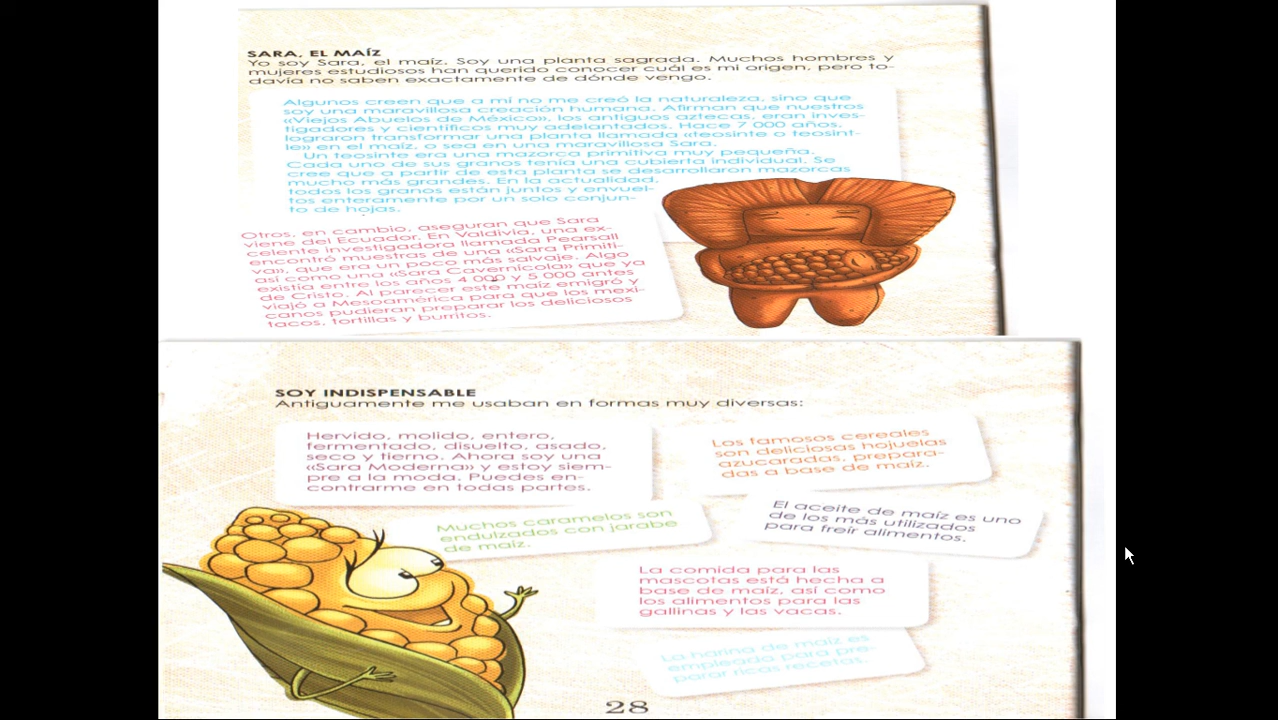 SARA, EL MAÍZ
Yo soy Sara, el maíz. Soy una planta sagrada. Muchos hombres y
mujeres estudiosos han querido conocer cuál es mi origen, pero to-
davía no saben exactamente de dónde vengo.
Algunos creen que a mí no me creó la naturaleza, sino que
soy una maravillosa creación humana. Afirman que nuestros
«Viejos Abuelos de México», los antiguos aztecas, eran inves-
tigadores y científicos muy adelantados. Hace 7 000 años,
lograron transformar una planta llamada «teosinte o teosint-
le» en el maíz, o sea en una maravillosa Sara.
Un teosinte era una mazorca primitiva muy pequeña.
Cada uno de sus granos tenía una cubierta individual. Se
cree que a partir de esta planta se desarrollaron mazorcas
mucho más grandes. En la actualidad,
todos los granos están juntos y envuel-
tos enteramente por un solo conjun-
to de hojas.
Otros, en cambio, aseguran que Sara
viene del Ecuador. En Valdivia, una ex-
celente investigadora llamada Pearsall
encontró muestras de una «Sara Primiti-
va», que era un poco más salvaje. Algo
así como una «Sara Cavernícola» que ya
existía entre los años 4 000 y 5 000 antes
de Cristo. Al parecer este maíz emigró y
viajó a Mesoamérica para que los mexi-
canos pudieran preparar los deliciosos
tacos, tortillas y burritos.
SOY INDISPENSABLE
Antiguamente me usaban en formas muy diversas:
Hervido, molido, entero,
fermentado, disuelto, asado,
seco y tierno. Ahora soy una
«Sara Moderna» y estoy siem-
pre a la moda. Puedes en-
contrarme en todas partes.
Los famosos cereales
son deliciosas hojuelas
azucaradas, prepara-
das a base de maíz.
Muchos caramelos son
endulzados con jarabe
de maíz.
El aceite de maíz es uno
de los más utilizados
para freír alimentos.
La comida para las
mascotas está hecha a
base de maíz, así como
los alimentos para las
gallinas y las vacas.
La harina de maíz es
empleada para pre-
parar ricas recetas.
28